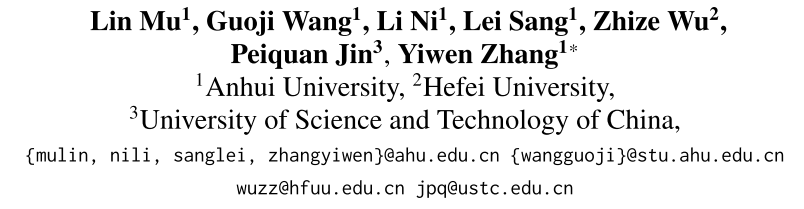 Lin Mu¹, Guoji Wang¹, Li Ni¹, Lei Sang¹, Zhize Wu²,
Peiquan Jin³, Yiwen Zhang¹*
¹Anhui University, ²Hefei University,
³University of Science and Technology of China,
{mulin, nili, sanglei, zhangyiwen}@ahu.edu.cn {wangguoji}@stu.ahu.edu.cn
wuzz@hfuu.edu.cn jpq@ustc.edu.cn